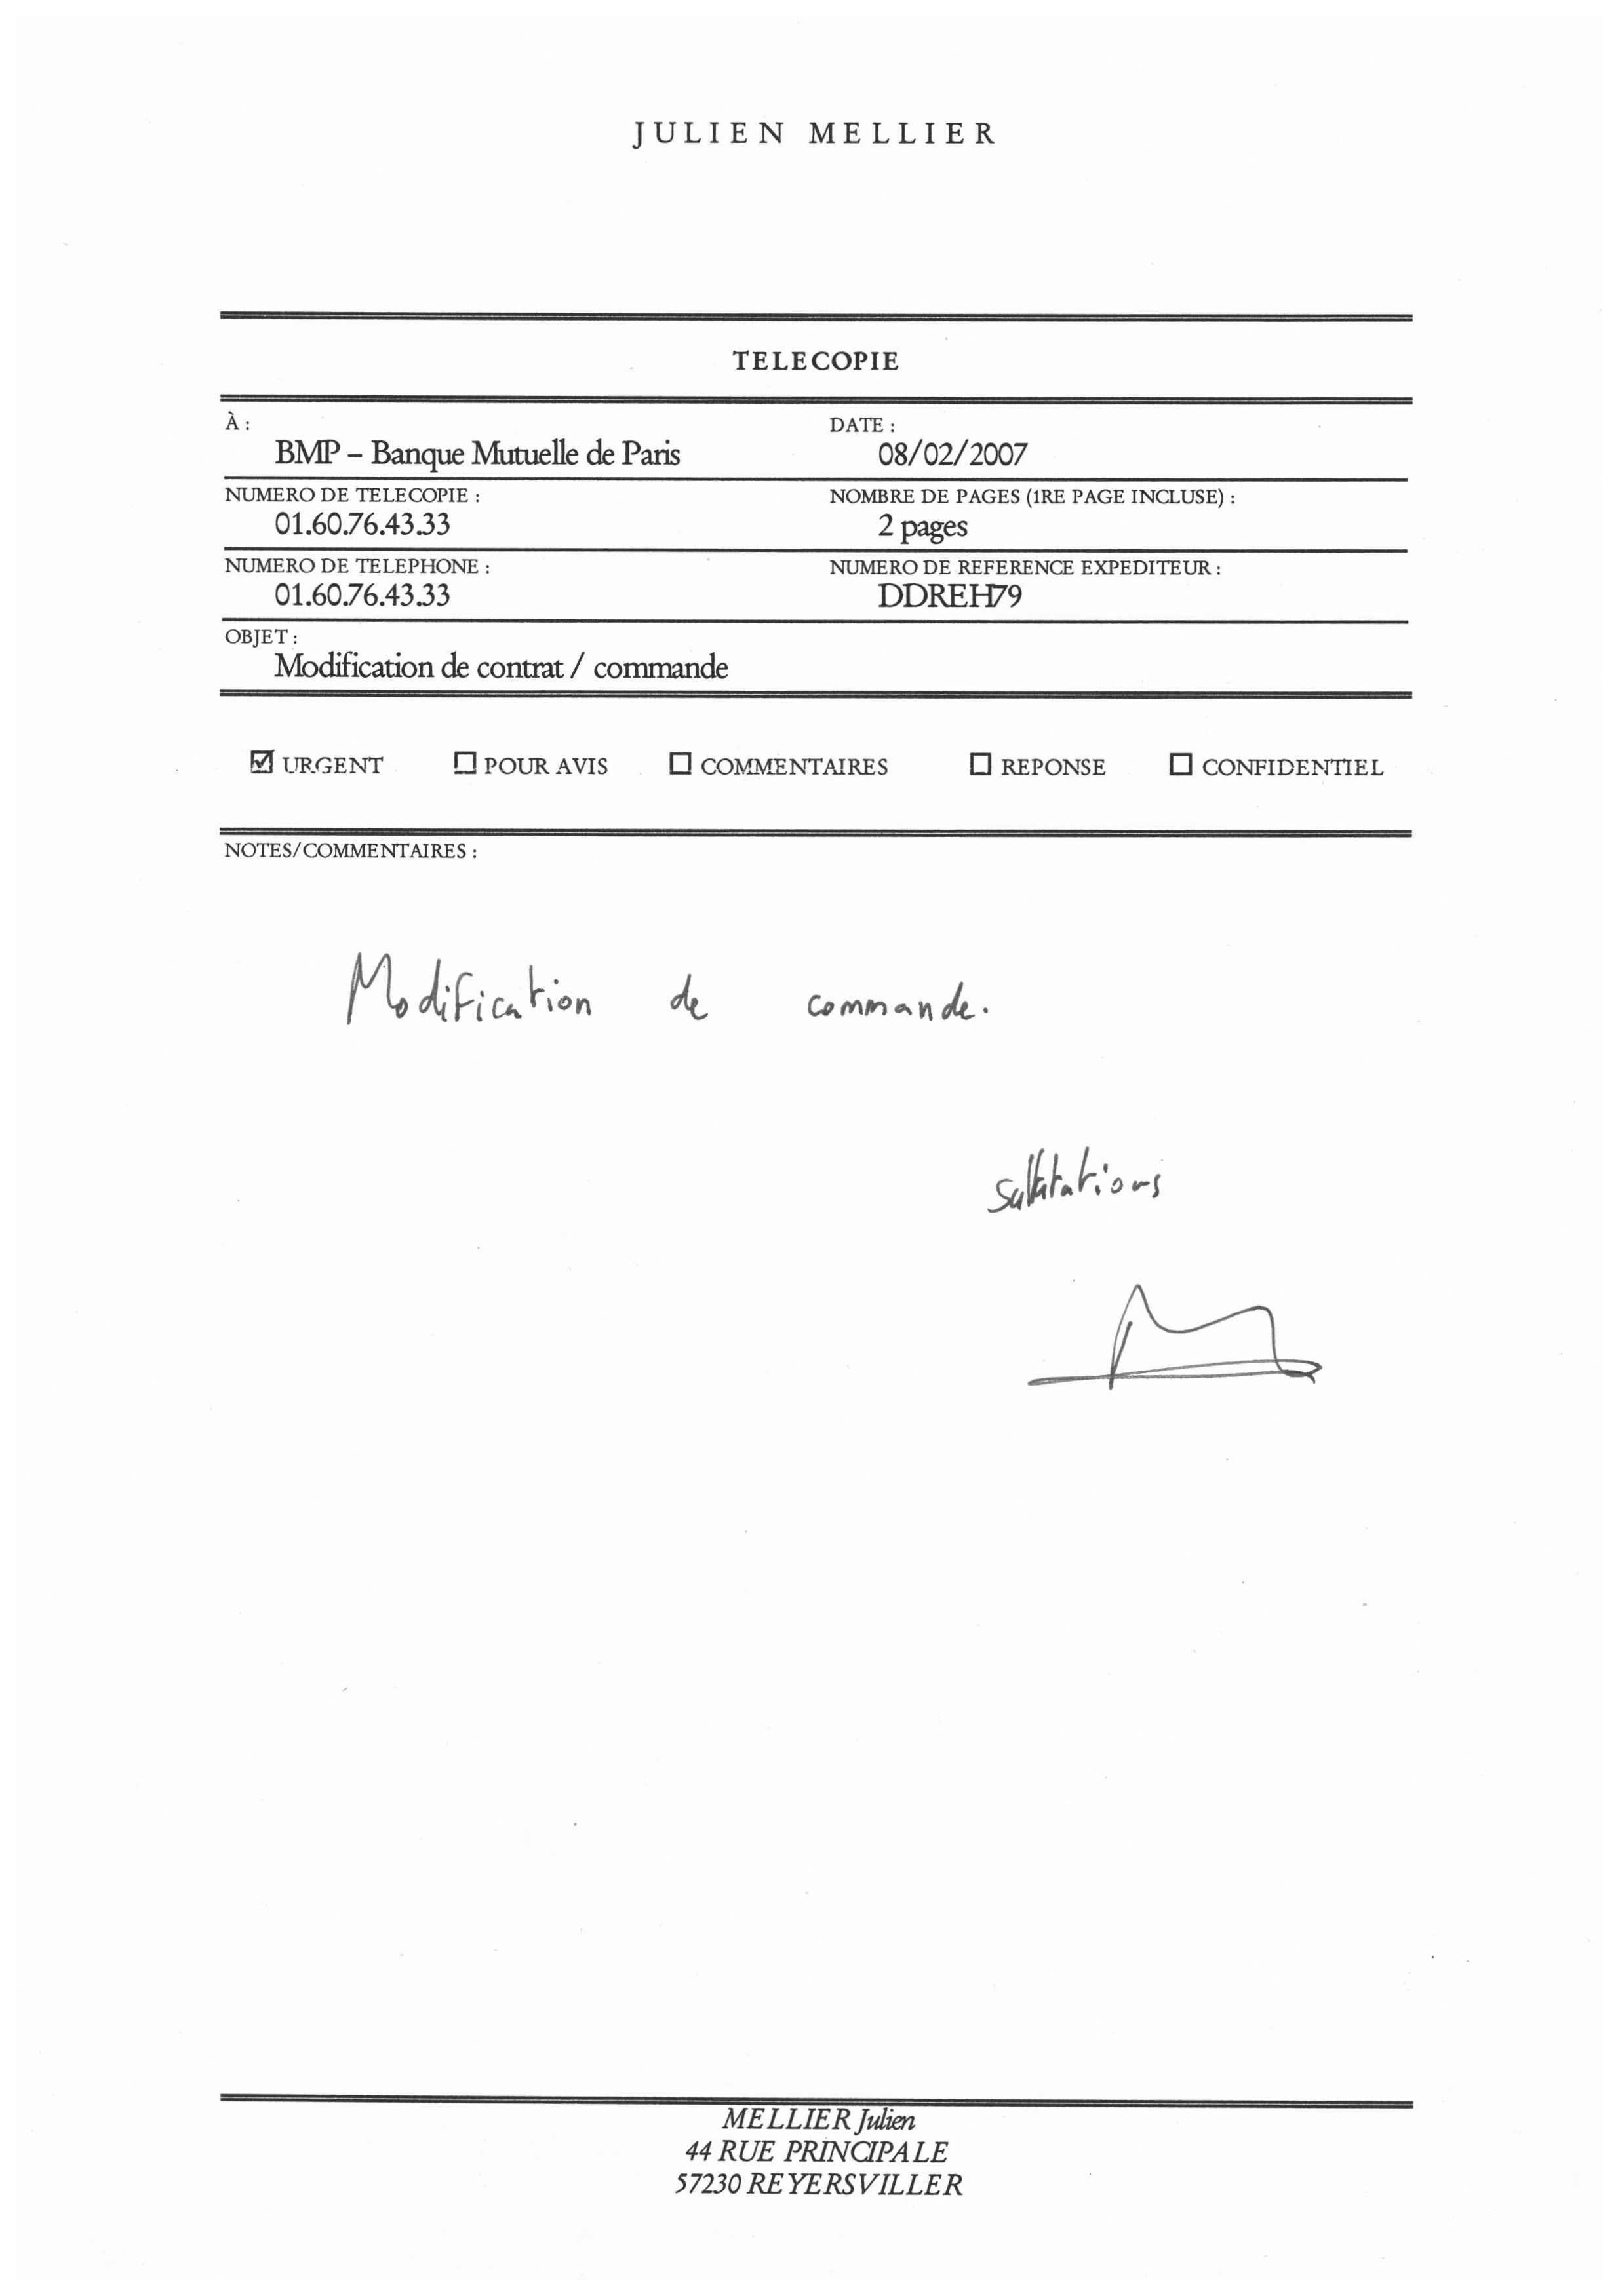 JULIEN MELLIER
TELECOPIE
À :
BMP – Banque Mutuelle de Paris
DATE :
08/02/2007
NUMERO DE TELECOPIE :
01.60.76.43.33
NOMBRE DE PAGES (1RE PAGE INCLUSE) :
2 pages
NUMERO DE TELEPHONE :
01.60.76.43.33
NUMERO DE REFERENCE EXPEDITEUR :
DDREH79
OBJET :
Modification de contrat / commande
☑ URGENT ☐ POUR AVIS ☐ COMMENTAIRES ☐ REPONSE ☐ CONFIDENTIEL
NOTES/COMMENTAIRES :
Modification de commande.
MELLIER Julien
44 RUE PRINCIPALE
57230 REYERSVILLER